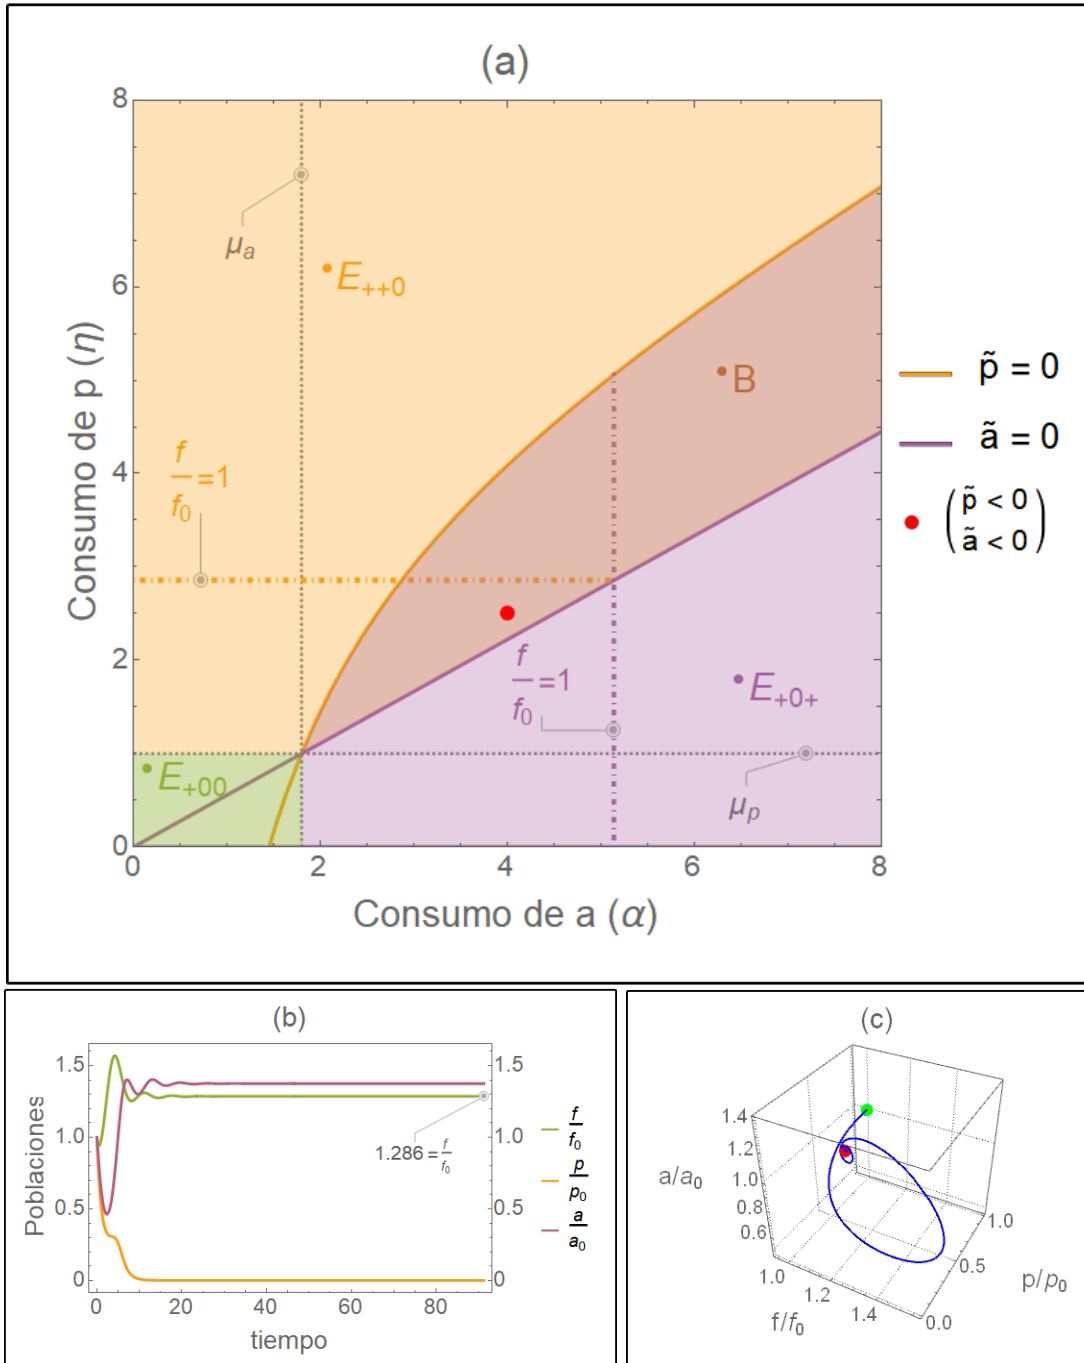 (a)
8
6
4
2
0
0 2 4 6 8
Consumo de p (η)
Consumo de a (α)
μₐ
E₊₊₀
B
f/f₀=1
f/f₀=1
E₊₀₊
E₊₀₀
μₚ
p̃ = 0
ã = 0
p̃ < 0
ã < 0
(b)
1.5
1.0
0.5
0
1.5
1.0
0.5
0
0 20 40 60 80
Poblaciones
tiempo
1.286 = f/f₀
f/f₀
p/p₀
a/a₀
(c)
1.4
1.2
1.0
0.8
0.6
a/a₀
1.0
1.2
1.4
f/f₀
0.0
0.5
1.0
p/p₀